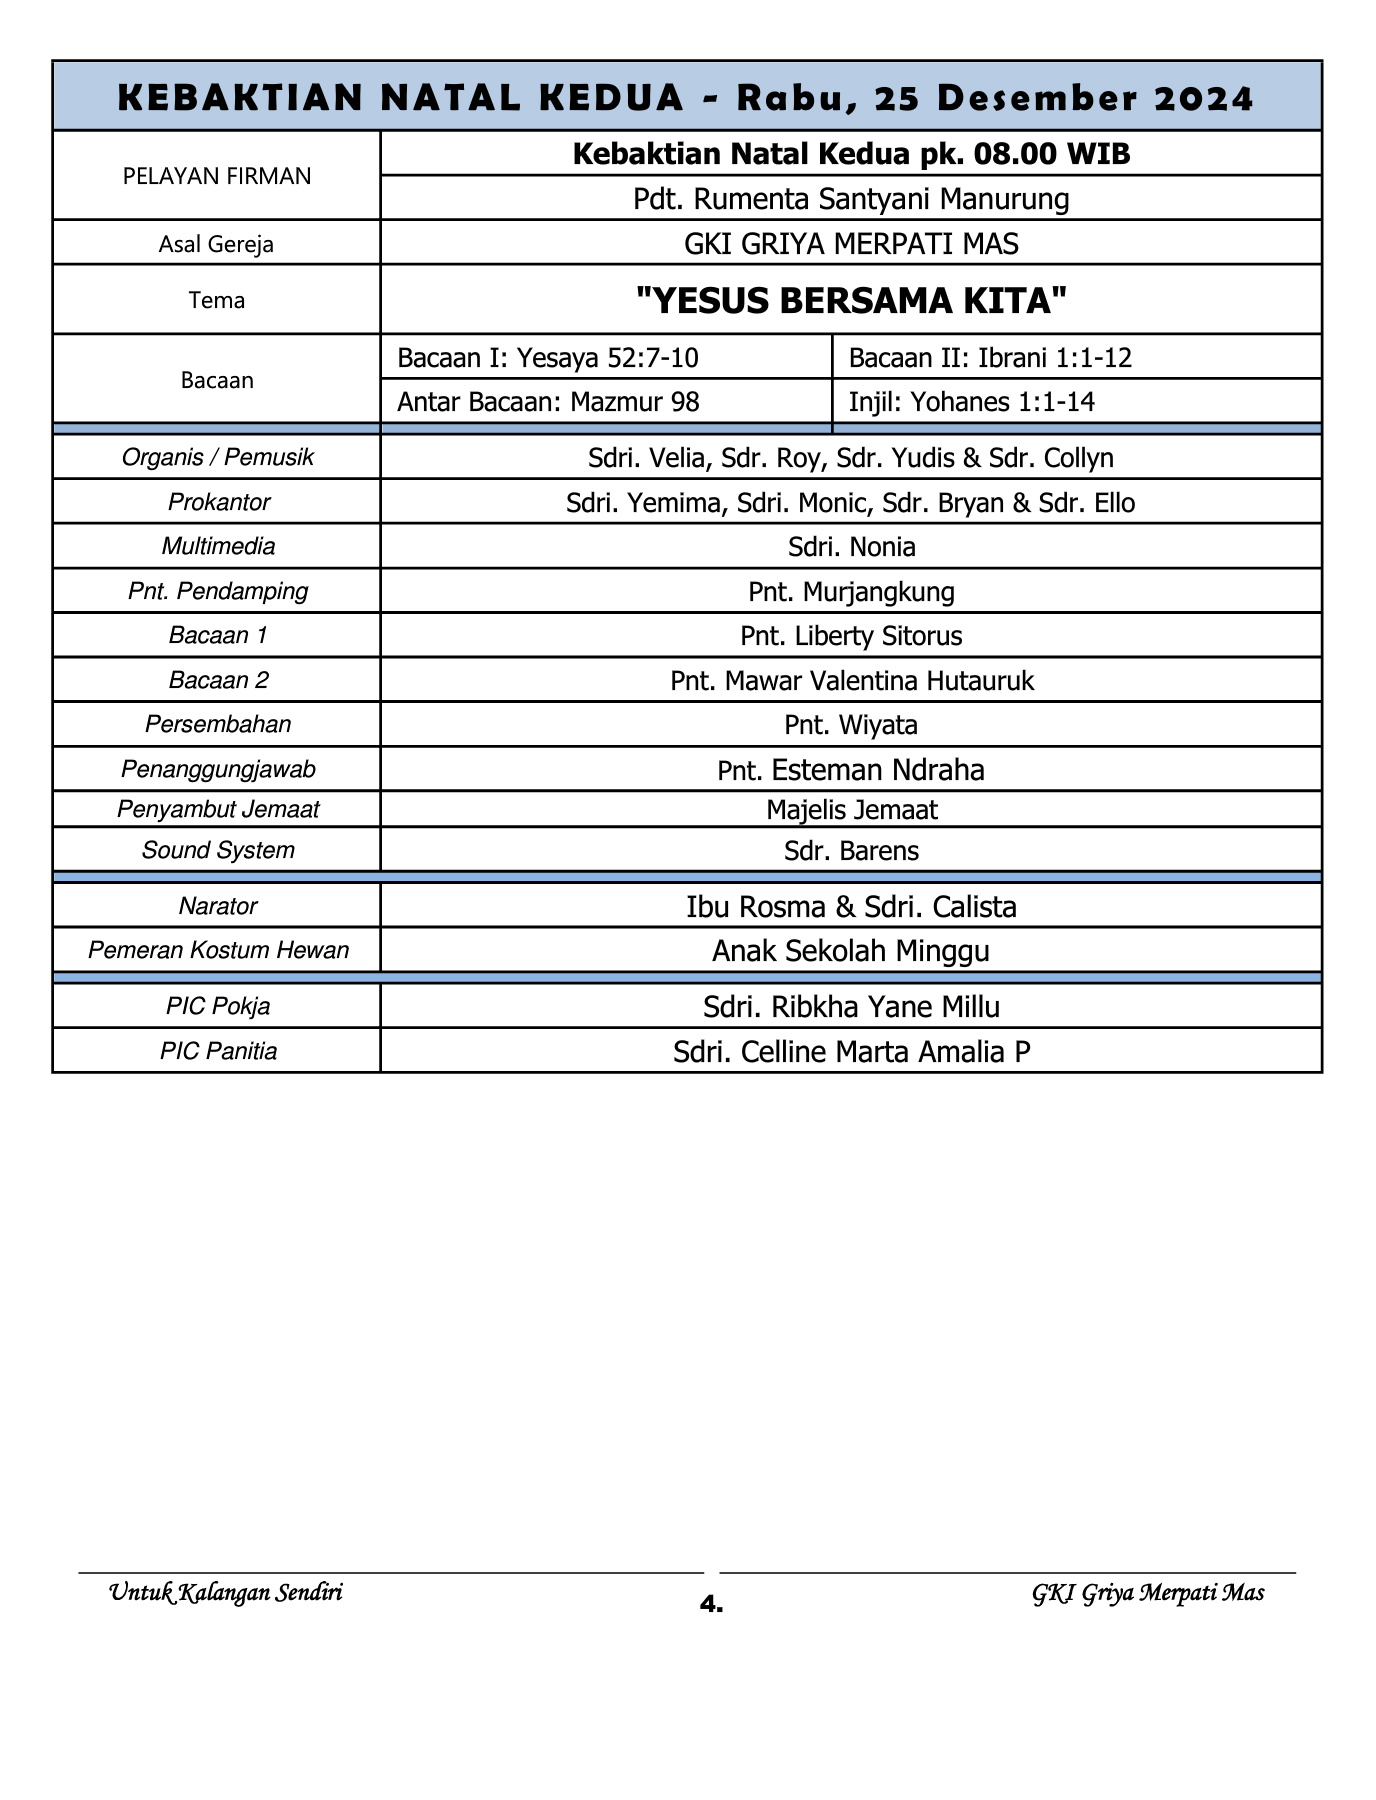 KEBAKTIAN NATAL KEDUA - Rabu, 25 Desember 2024
PELAYAN FIRMAN
Kebaktian Natal Kedua pk. 08.00 WIB
Pdt. Rumenta Santyani Manurung
Asal Gereja
GKI GRIYA MERPATI MAS
Tema
"YESUS BERSAMA KITA"
Bacaan
Bacaan I: Yesaya 52:7-10
Bacaan II: Ibrani 1:1-12
Antar Bacaan: Mazmur 98
Injil: Yohanes 1:1-14
Organis / Pemusik
Sdri. Velia, Sdr. Roy, Sdr. Yudis & Sdr. Collyn
Prokantor
Sdri. Yemima, Sdri. Monic, Sdr. Bryan & Sdr. Ello
Multimedia
Sdri. Nonia
Pnt. Pendamping
Pnt. Murjangkung
Bacaan 1
Pnt. Liberty Sitorus
Bacaan 2
Pnt. Mawar Valentina Hutauruk
Persembahan
Pnt. Wiyata
Penanggungjawab
Pnt. Esteman Ndraha
Penyambut Jemaat
Majelis Jemaat
Sound System
Sdr. Barens
Narator
Ibu Rosma & Sdri. Calista
Pemeran Kostum Hewan
Anak Sekolah Minggu
PIC Pokja
Sdri. Ribkha Yane Millu
PIC Panitia
Sdri. Celline Marta Amalia P
Untuk Kalangan Sendiri
4.
GKI Griya Merpati Mas